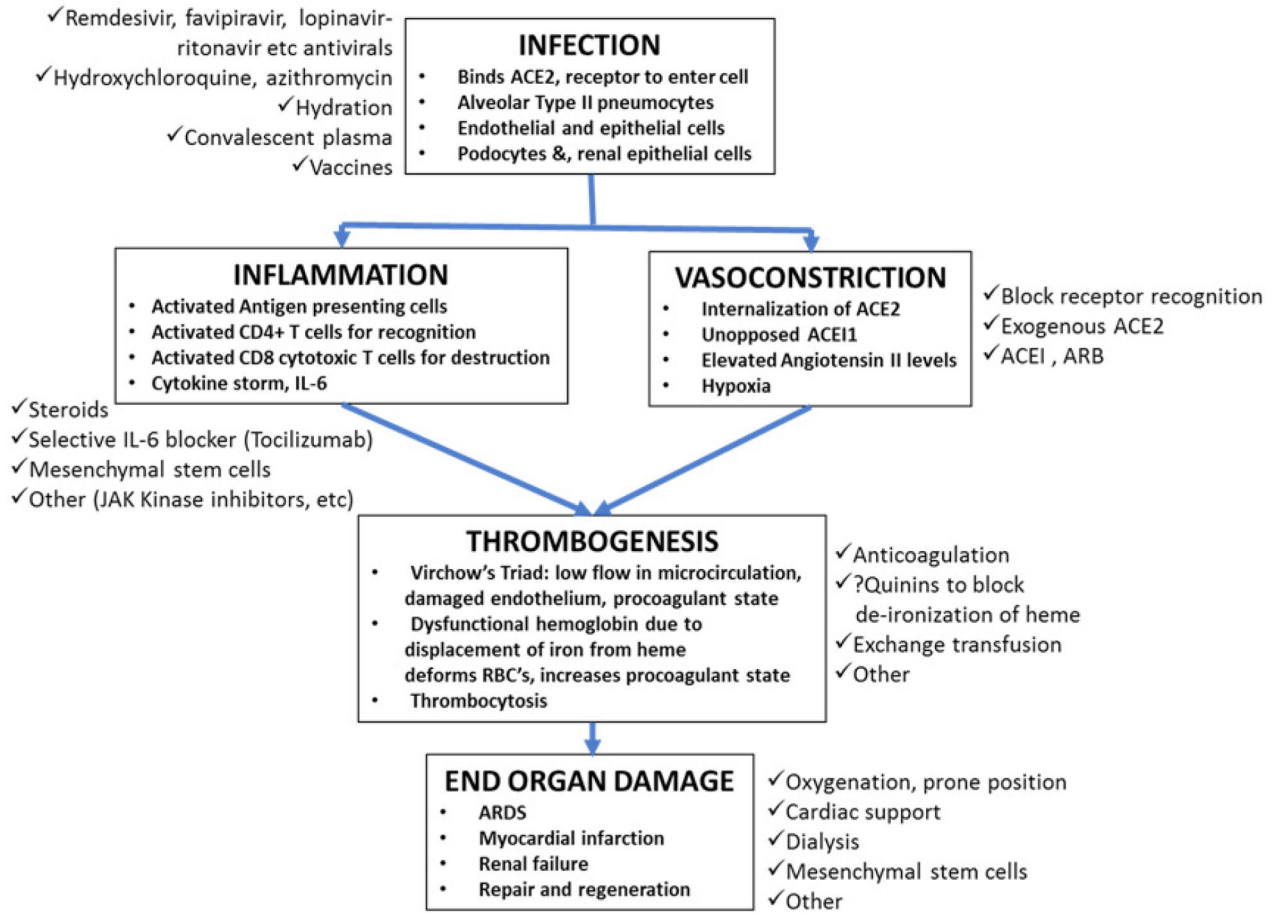 ✓Remdesivir, favipiravir, lopinavir-
ritonavir etc antivirals
✓Hydroxychloroquine, azithromycin
✓Hydration
✓Convalescent plasma
✓Vaccines
INFECTION
• Binds ACE2, receptor to enter cell
• Alveolar Type II pneumocytes
• Endothelial and epithelial cells
• Podocytes &, renal epithelial cells
INFLAMMATION
• Activated Antigen presenting cells
• Activated CD4+ T cells for recognition
• Activated CD8 cytotoxic T cells for destruction
• Cytokine storm, IL-6
VASOCONSTRICTION
• Internalization of ACE2
• Unopposed ACEI1
• Elevated Angiotensin II levels
• Hypoxia
✓Block receptor recognition
✓Exogenous ACE2
✓ACEI , ARB
✓Steroids
✓Selective IL-6 blocker (Tocilizumab)
✓Mesenchymal stem cells
✓Other (JAK Kinase inhibitors, etc)
THROMBOGENESIS
• Virchow's Triad: low flow in microcirculation,
damaged endothelium, procoagulant state
• Dysfunctional hemoglobin due to
displacement of iron from heme
deforms RBC's, increases procoagulant state
• Thrombocytosis
✓Anticoagulation
✓?Quinins to block
de-ironization of heme
✓Exchange transfusion
✓Other
END ORGAN DAMAGE
• ARDS
• Myocardial infarction
• Renal failure
• Repair and regeneration
✓Oxygenation, prone position
✓Cardiac support
✓Dialysis
✓Mesenchymal stem cells
✓Other